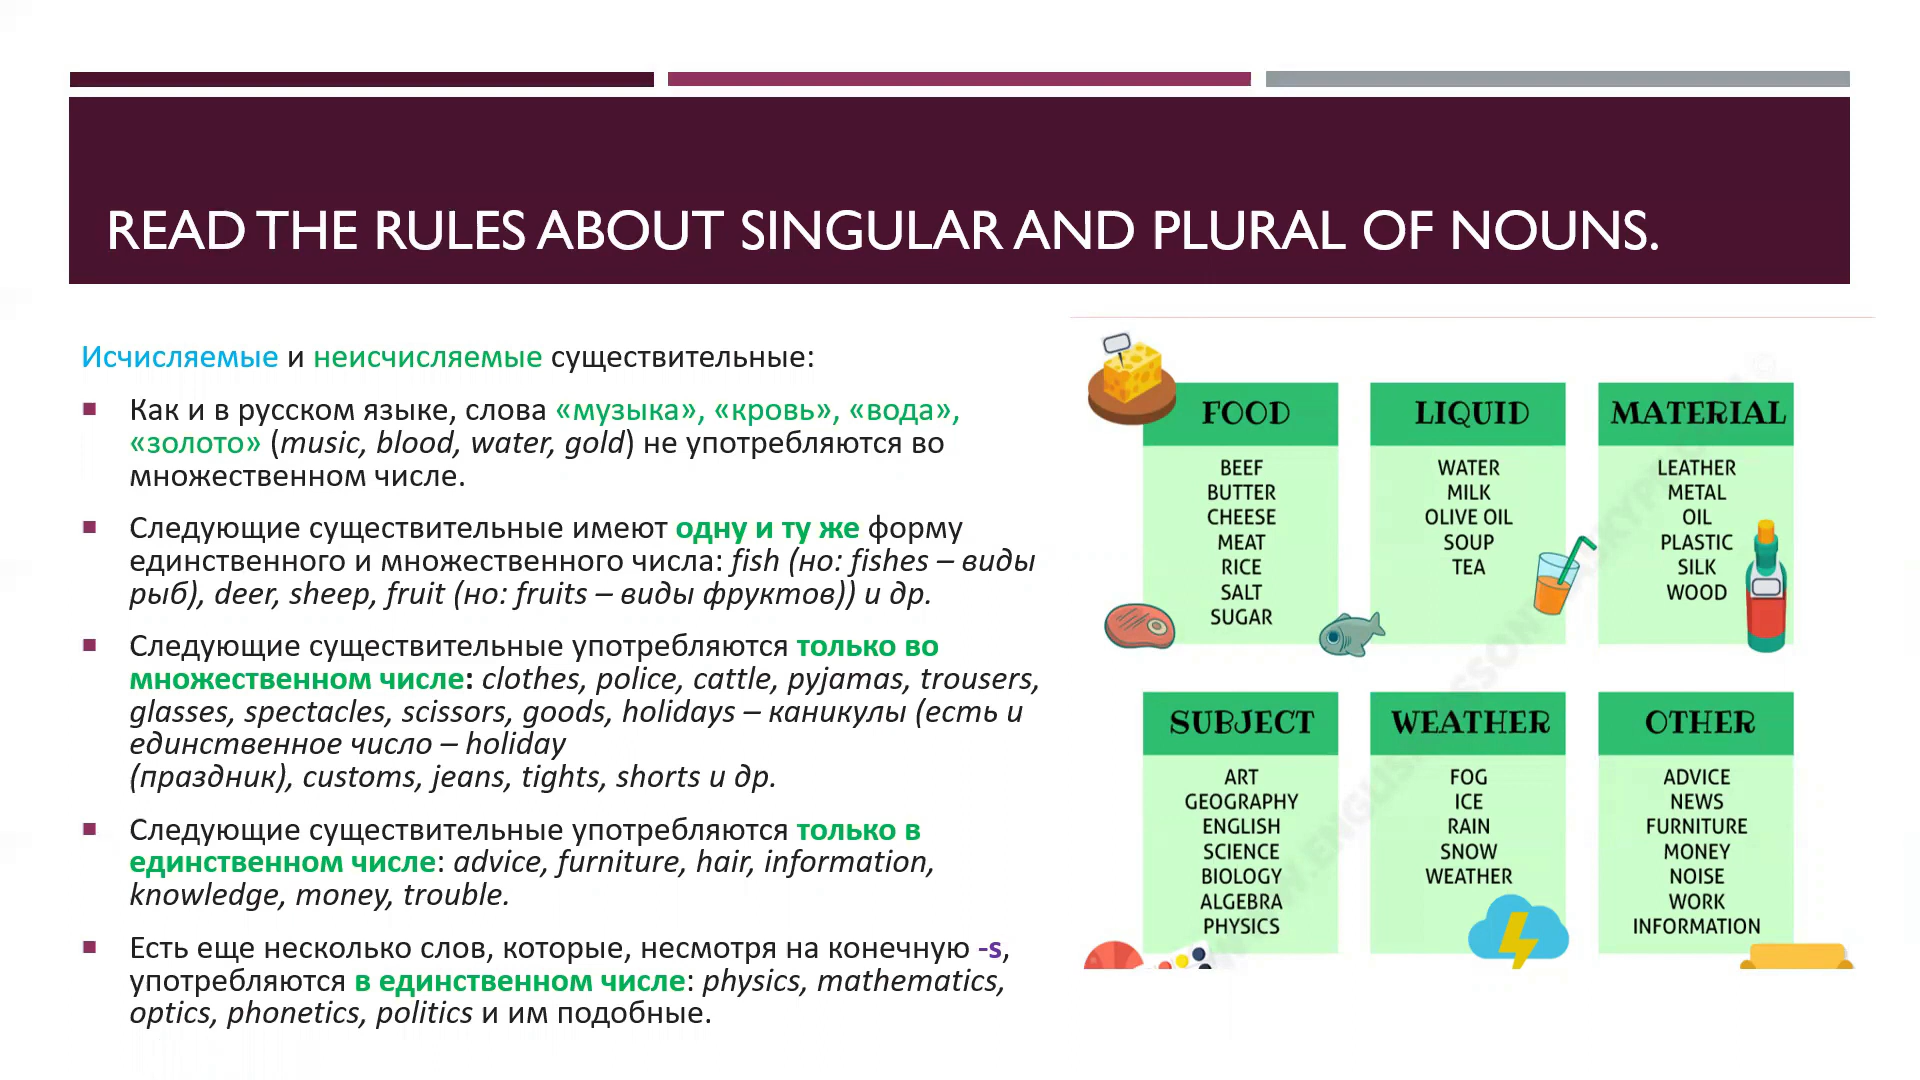 READ THE RULES ABOUT SINGULAR AND PLURAL OF NOUNS.
Исчисляемые и неисчисляемые существительные:
Как и в русском языке, слова «музыка», «кровь», «вода»,
«золото» (music, blood, water, gold) не употребляются во
множественном числе.
Следующие существительные имеют одну и ту же форму
единственного и множественного числа: fish (но: fishes – виды
рыб), deer, sheep, fruit (но: fruits – виды фруктов)) и др.
Следующие существительные употребляются только во
множественном числе: clothes, police, cattle, pyjamas, trousers,
glasses, spectacles, scissors, goods, holidays – каникулы (есть и
единственное число – holiday
(праздник), customs, jeans, tights, shorts и др.
Следующие существительные употребляются только в
единственном числе: advice, furniture, hair, information,
knowledge, money, trouble.
Есть еще несколько слов, которые, несмотря на конечную -s,
употребляются в единственном числе: physics, mathematics,
optics, phonetics, politics и им подобные.
FOOD
BEEF
BUTTER
CHEESE
MEAT
RICE
SALT
SUGAR
LIQUID
WATER
MILK
OLIVE OIL
SOUP
TEA
MATERIAL
LEATHER
METAL
OIL
PLASTIC
SILK
WOOD
SUBJECT
ART
GEOGRAPHY
ENGLISH
SCIENCE
BIOLOGY
ALGEBRA
PHYSICS
WEATHER
FOG
ICE
RAIN
SNOW
WEATHER
OTHER
ADVICE
NEWS
FURNITURE
MONEY
NOISE
WORK
INFORMATION